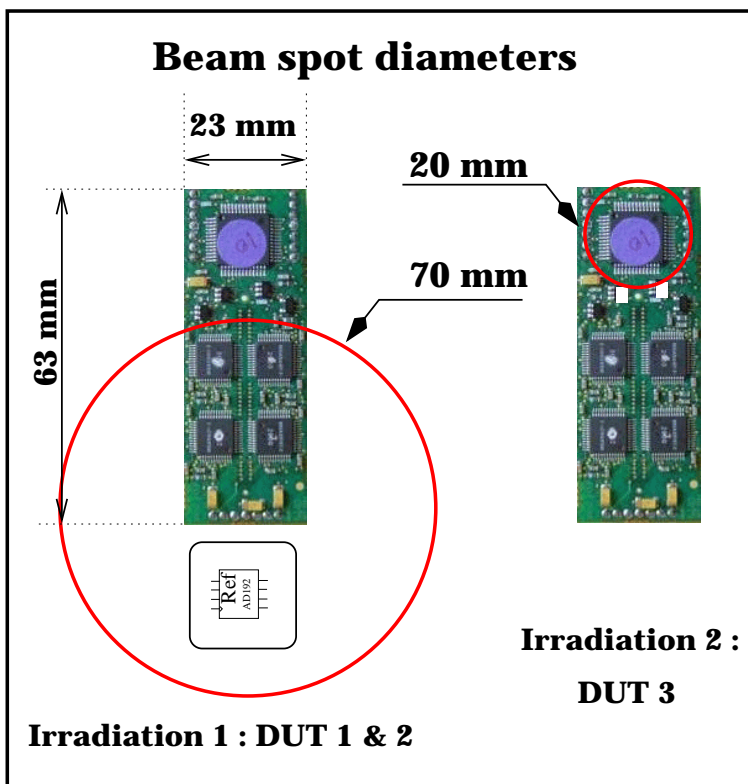 Beam spot diameters
23 mm
63 mm
20 mm
70 mm
Ref
AD192
Irradiation 2 :
DUT 3
Irradiation 1 : DUT 1 & 2